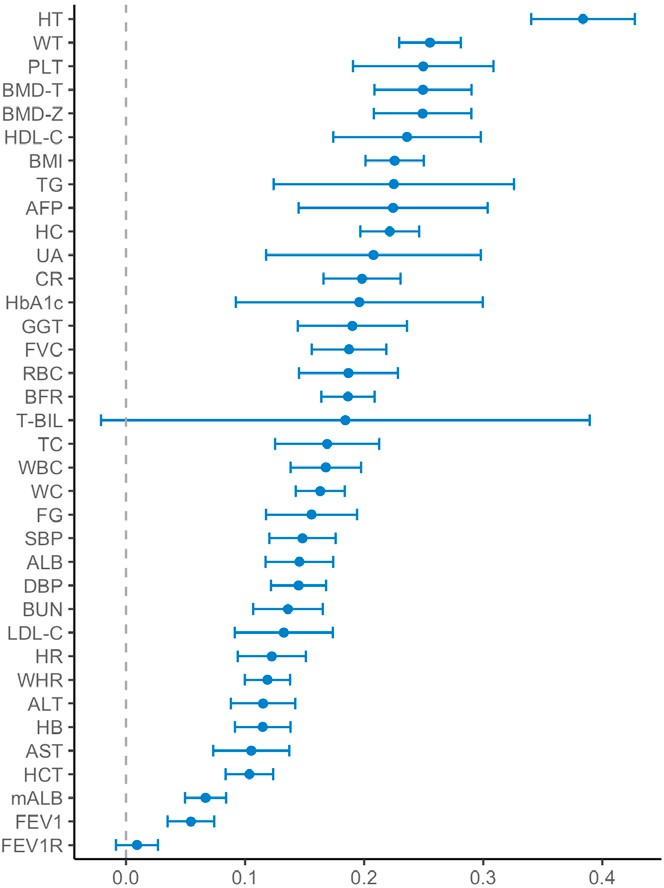 HT
WT
PLT
BMD-T
BMD-Z
HDL-C
BMI
TG
AFP
HC
UA
CR
HbA1c
GGT
FVC
RBC
BFR
T-BIL
TC
WBC
WC
FG
SBP
ALB
DBP
BUN
LDL-C
HR
WHR
ALT
HB
AST
HCT
mALB
FEV1
FEV1R
0.0 0.1 0.2 0.3 0.4